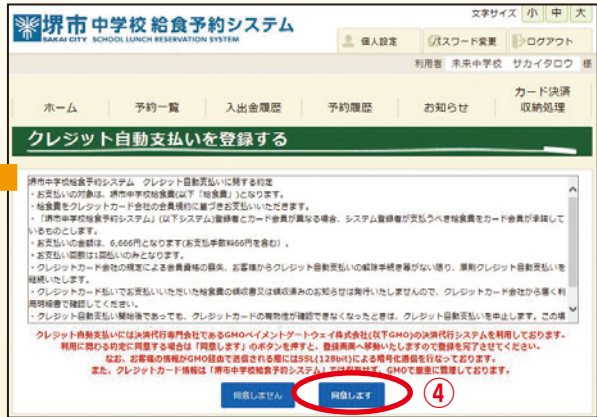 文字サイズ 小 中 大
堺市 中学校 給食予約システム
SAKAI CITY SCHOOL LUNCH RESERVATION SYSTEM
個人設定 パスワード変更 ログアウト
利用者 未来中学校 サカイタロウ 様
ホーム 予約一覧 入出金履歴 予約履歴 お知らせ カード決済
収納処理
クレジット自動支払いを登録する
堺市中学校給食予約システム クレジット自動支払いに関する約定
・お支払いの対象は、堺市中学校給食費(以下「給食費」)となります。
・給食費をクレジットカード会社の会員規約に基づきお支払いいただきます。
・「堺市中学校給食予約システム」(以下システム)登録者とカード会員が異なる場合、システム登録者が支払うべき給食費をカード会員が承諾して
いるものとします。
・お支払いの金額は、6,666円となります(お支払手数料66円を含む)。
・お支払い回数は1回払いのみとなります。
・クレジットカード会社の規定による会員資格の喪失、お客様からクレジット自動支払いの解除手続き等がない限り、原則クレジット自動支払いを
継続いたします。
・クレジットカード払いでお支払いいただいた給食費の領収書又は領収済みのお知らせは発行いたしませんので、クレジットカード会社から届く利
用明細書で確認してください。
・クレジット自動支払い開始後であっても、クレジットカードの有効性が確認できなくなったときは、クレジット自動支払いを中止します。この場
クレジット自動支払いには決済代行専門会社であるGMOペイメントゲートウェイ株式会社(以下GMO)の決済代行システムを利用しております。
利用に関わる約定に同意する場合は「同意します」のボタンを押すと、登録画面へ移動いたしますので登録を完了させてください。
なお、お客様の情報がGMO経由で送信される際にはSSL(128bit)による暗号化通信を行なっております。
また、クレジットカード情報は「堺市中学校給食予約システム」では保有せず、GMOで厳重に管理しております。
同意しません 同意します ④